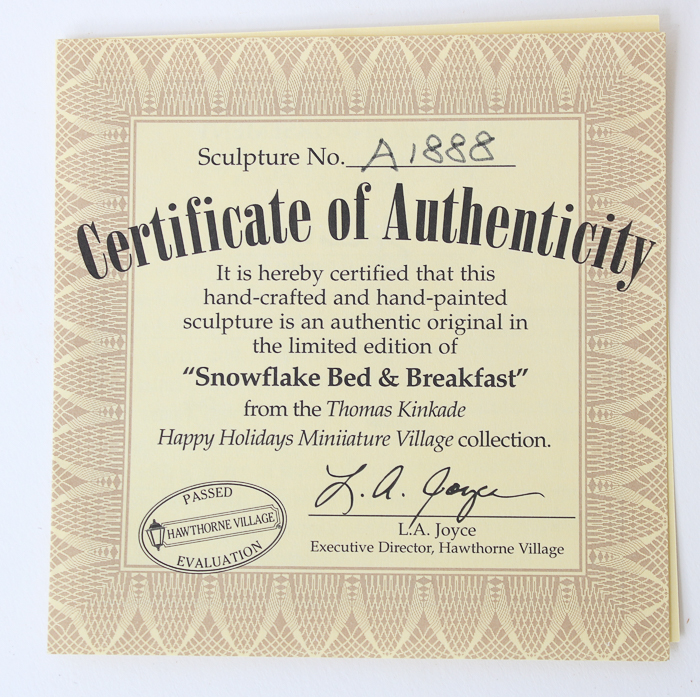 Sculpture No. A1888
Certificate of Authenticity
It is hereby certified that this
hand-crafted and hand-painted
sculpture is an authentic original in
the limited edition of
“Snowflake Bed & Breakfast”
from the Thomas Kinkade
Happy Holidays Miniiature Village collection.
L. A. Joyce
L.A. Joyce
Executive Director, Hawthorne Village
PASSED
HAWTHORNE VILLAGE
EVALUATION